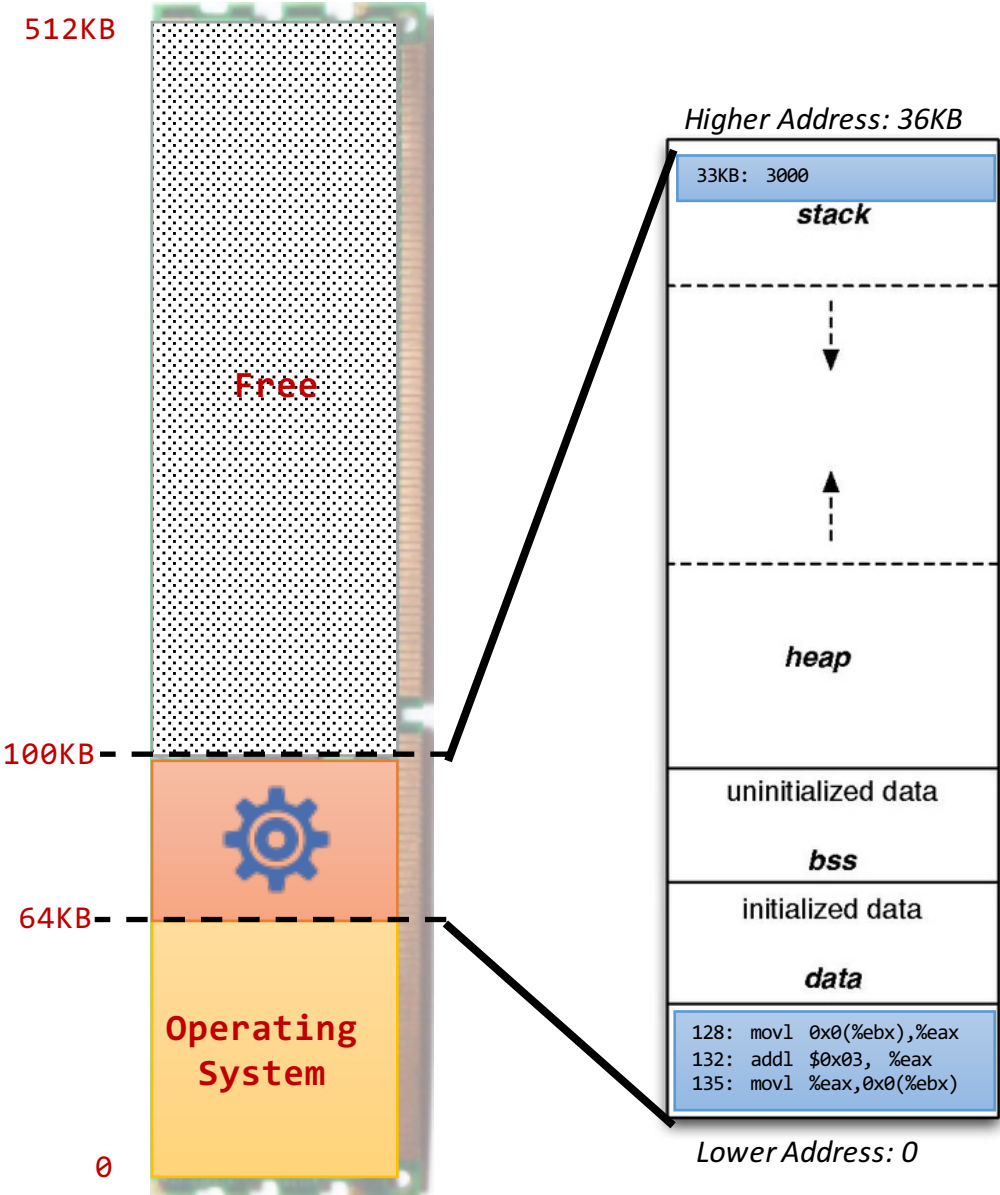 512KB
Free
100KB
64KB
Operating
System
0
Higher Address: 36KB
33KB: 3000
stack
heap
uninitialized data
bss
initialized data
data
128: movl 0x0(%ebx),%eax
132: addl $0x03, %eax
135: movl %eax,0x0(%ebx)
Lower Address: 0